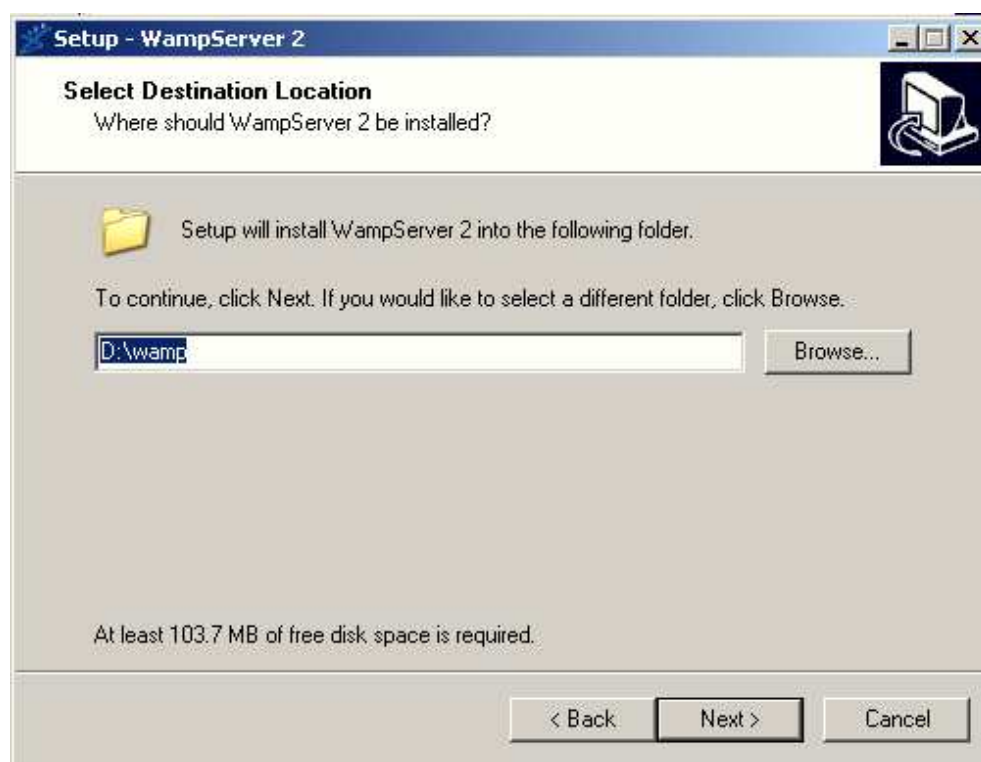 Setup - WampServer 2
Select Destination Location
Where should WampServer 2 be installed?
Setup will install WampServer 2 into the following folder.
To continue, click Next. If you would like to select a different folder, click Browse.
D:\wamp
Browse...
At least 103.7 MB of free disk space is required.
< Back
Next >
Cancel